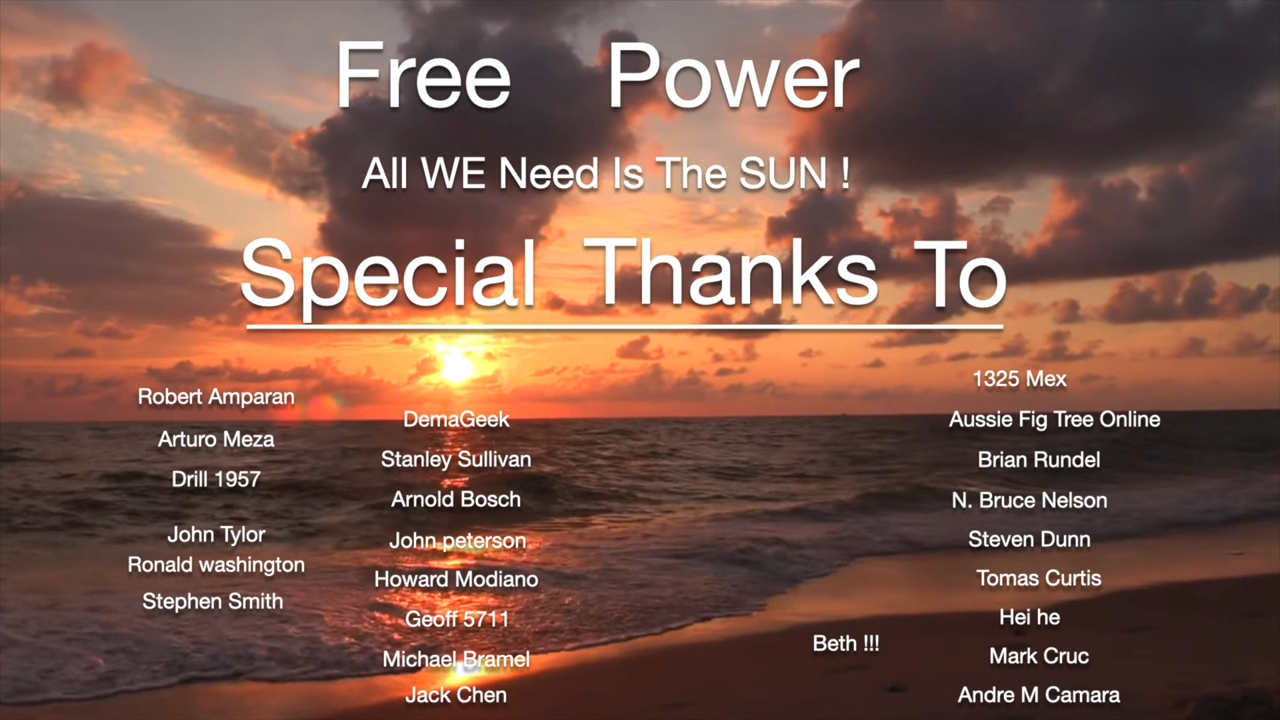 Free Power
All WE Need Is The SUN !
Special Thanks To
Robert Amparan
Arturo Meza
Drill 1957
John Tylor
Ronald washington
Stephen Smith
DemaGeek
Stanley Sullivan
Arnold Bosch
John peterson
Howard Modiano
Geoff 5711
Michael Bramel
Jack Chen
Beth !!!
1325 Mex
Aussie Fig Tree Online
Brian Rundel
N. Bruce Nelson
Steven Dunn
Tomas Curtis
Hei he
Mark Cruc
Andre M Camara